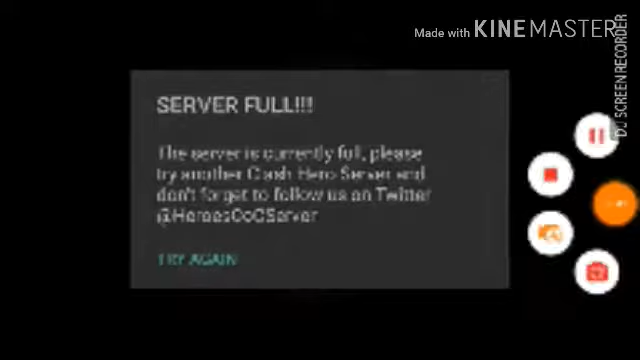 Made with KINEMASTER
DJ SCREEN RECORDER
SERVER FULL!!!
The server is currently full, please
try another Clash Hero Server and
don't forget to follow us on Twitter
@HeroesCoCServer
TRY AGAIN